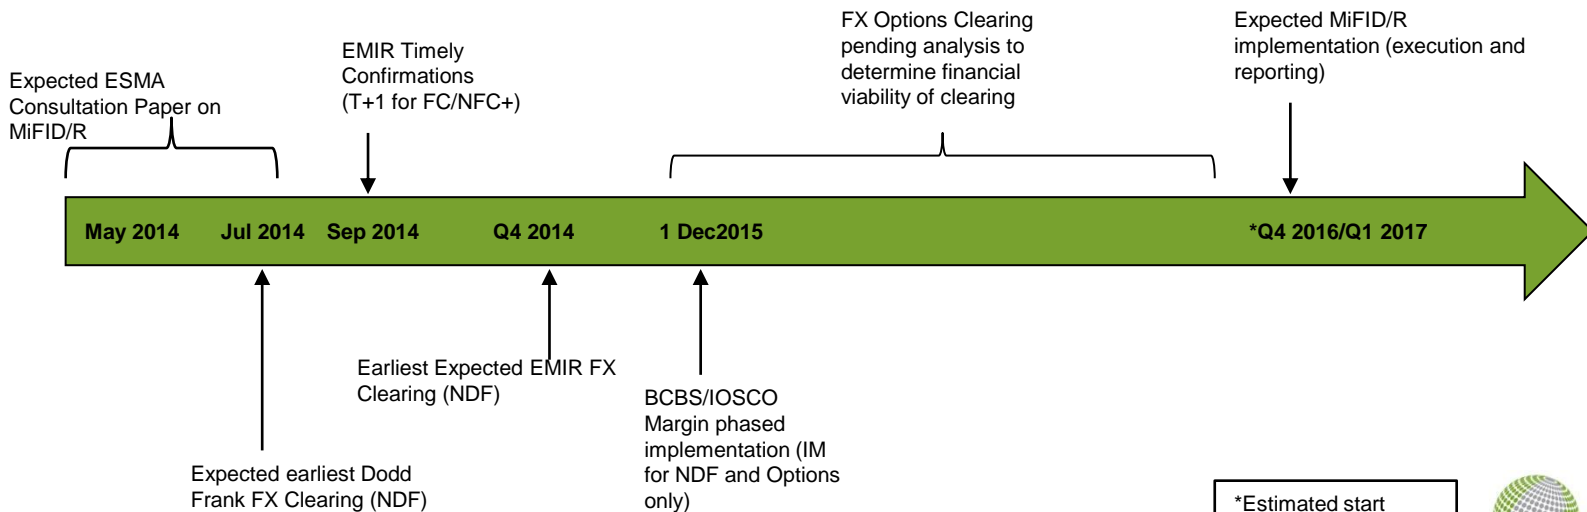 Expected ESMA
Consultation Paper on
MiFID/R
EMIR Timely
Confirmations
(T+1 for FC/NFC+)
FX Options Clearing
pending analysis to
determine financial
viability of clearing
Expected MiFID/R
implementation (execution and
reporting)
May 2014
Jul 2014
Sep 2014
Q4 2014
1 Dec2015
*Q4 2016/Q1 2017
Expected earliest Dodd
Frank FX Clearing (NDF)
Earliest Expected EMIR FX
Clearing (NDF)
BCBS/IOSCO
Margin phased
implementation (IM
for NDF and Options
only)
*Estimated start